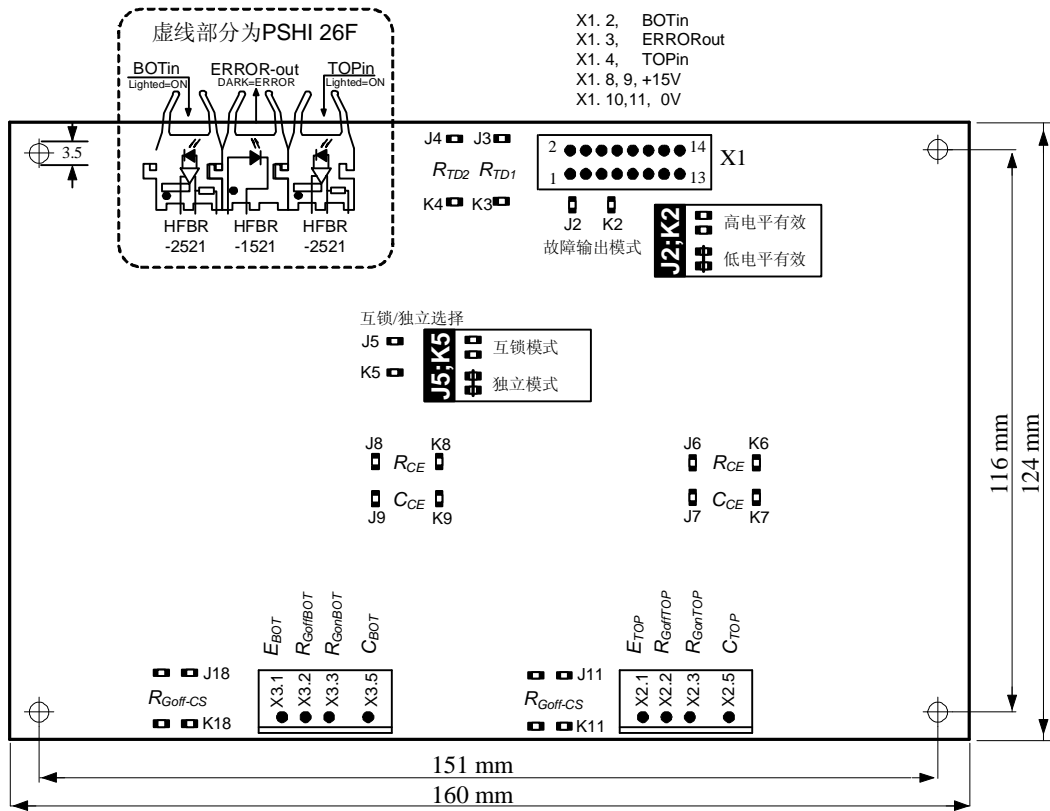 虚线部分为PSHI 26F
BOTin
Lighted=ON
ERROR-out
DARK=ERROR
TOPin
Lighted=ON
HFBR
-2521
HFBR
-1521
HFBR
-2521
X1. 2, BOTin
X1. 3, ERRORout
X1. 4, TOPin
X1. 8, 9, +15V
X1. 10,11, 0V
3.5
J4
J3
RTD2
RTD1
K4
K3
2
14
1
13
X1
J2
K2
故障输出模式
J2;K2
高电平有效
低电平有效
互锁/独立选择
J5
K5
J5;K5
互锁模式
独立模式
J8
K8
RCE
CCE
J9
K9
J6
K6
RCE
CCE
J7
K7
116 mm
124 mm
EBOT
RGoffBOT
RGonBOT
CBOT
X3.1
X3.2
X3.3
X3.5
J18
RGoff-CS
K18
ETOP
RGoffTOP
RGonTOP
CTOP
X2.1
X2.2
X2.3
X2.5
J11
RGoff-CS
K11
151 mm
160 mm